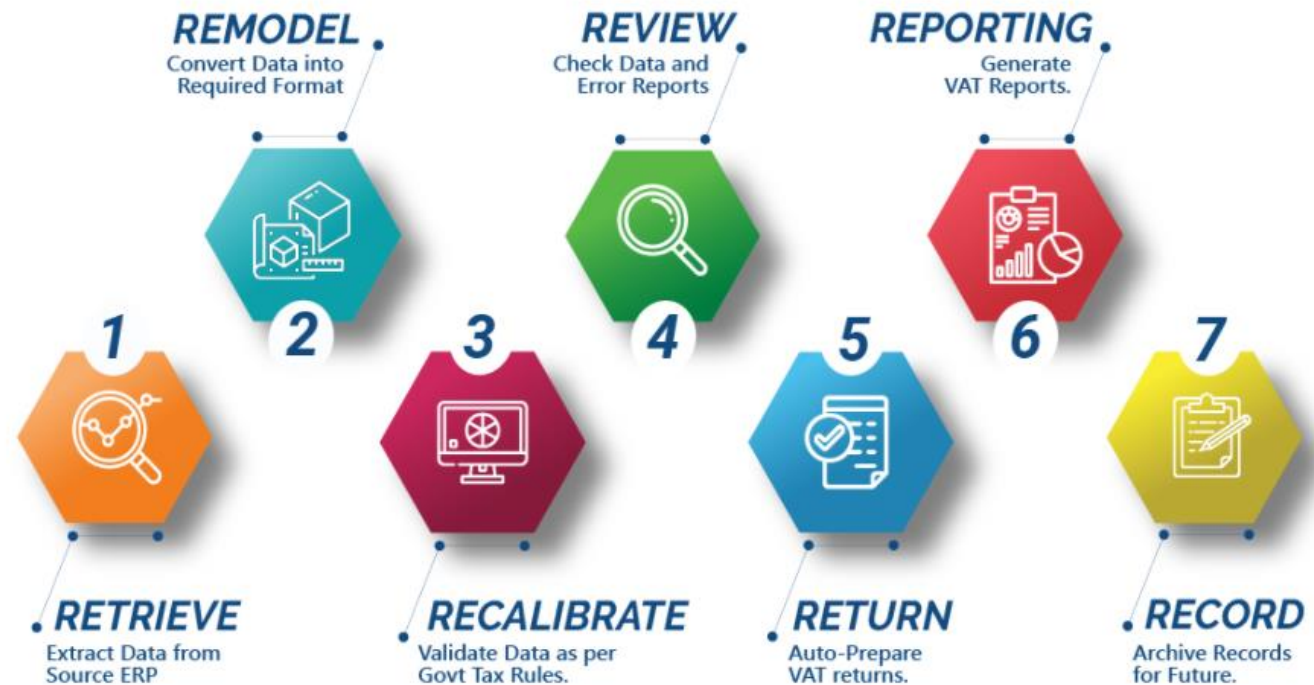 REMODEL
Convert Data into
Required Format
REVIEW
Check Data and
Error Reports
REPORTING
Generate
VAT Reports.
1
2
3
4
5
6
7
RETRIEVE
Extract Data from
Source ERP
RECALIBRATE
Validate Data as per
Govt Tax Rules.
RETURN
Auto-Prepare
VAT returns.
RECORD
Archive Records
for Future.